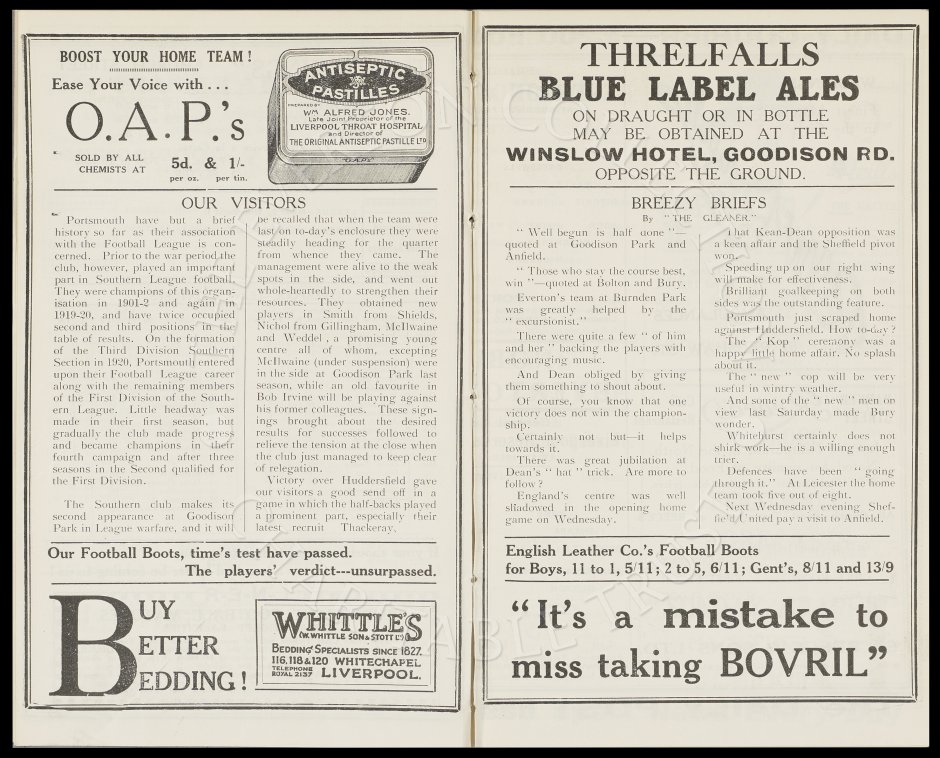 BOOST YOUR HOME TEAM!
Ease Your Voice with . . .
O.A.P.'s
SOLD BY ALL
CHEMISTS AT
5d. & 1/-
per oz. per tin.
ANTISEPTIC
PASTILLES
PREPARED BY
WM ALFRED JONES.
Late Joint Proprietor of the
LIVERPOOL THROAT HOSPITAL
and Director of
THE ORIGINAL ANTISEPTIC PASTILLE LTD
"OAPS"
OUR VISITORS
Portsmouth have but a brief
history so far as their association
with the Football League is con-
cerned. Prior to the war period the
club, however, played an important
part in Southern League football.
They were champions of this organ-
isation in 1901-2 and again in
1919-20, and have twice occupied
second and third positions in the
table of results. On the formation
of the Third Division Southern
Section in 1920, Portsmouth entered
upon their Football League career
along with the remaining members
of the First Division of the South-
ern League. Little headway was
made in their first season, but
gradually the club made progress
and became champions in their
fourth campaign and after three
seasons in the Second qualified for
the First Division.
The Southern club makes its
second appearance at Goodison
Park in League warfare, and it will
be recalled that when the team were
last on to-day's enclosure they were
steadily heading for the quarter
from whence they came. The
management were alive to the weak
spots in the side, and went out
whole-heartedly to strengthen their
resources. They obtained new
players in Smith from Shields,
Nichol from Gillingham, McIlwaine
and Weddel, a promising young
centre all of whom, excepting
McIlwaine (under suspension) were
in the side at Goodison Park last
season, while an old favourite in
Bob Irvine will be playing against
his former colleagues. These sign-
ings brought about the desired
results for successes followed to
relieve the tension at the close when
the club just managed to keep clear
of relegation.
Victory over Huddersfield gave
our visitors a good send off in a
game in which the half-backs played
a prominent part, especially their
latest recruit Thackeray.
Our Football Boots, time's test have passed.
The players' verdict---unsurpassed.
BUY
BETTER
BEDDING!
WHITTLE'S
(W. WHITTLE SON & STOTT LD)
BEDDING SPECIALISTS SINCE 1827.
116, 118 & 120 WHITECHAPEL
TELEPHONE
ROYAL 2137 LIVERPOOL.
THRELFALLS
BLUE LABEL ALES
ON DRAUGHT OR IN BOTTLE
MAY BE OBTAINED AT THE
WINSLOW HOTEL, GOODISON RD.
OPPOSITE THE GROUND.
BREEZY BRIEFS
By "THE GLEANER."
"Well begun is half done"—
quoted at Goodison Park and
Anfield.
"Those who stay the course best,
win"—quoted at Bolton and Bury.
Everton's team at Burnden Park
was greatly helped by the
"excursionist."
There were quite a few "of him
and her" backing the players with
encouraging music.
And Dean obliged by giving
them something to shout about.
Of course, you know that one
victory does not win the champion-
ship.
Certainly not but—it helps
towards it.
There was great jubilation at
Dean's "hat" trick. Are more to
follow?
England's centre was well
shadowed in the opening home
game on Wednesday.
That Kean-Dean opposition was
a keen affair and the Sheffield pivot
won.
Speeding up on our right wing
will make for effectiveness.
Brilliant goalkeeping on both
sides was the outstanding feature.
Portsmouth just scraped home
against Huddersfield. How to-day?
The "Kop" ceremony was a
happy little home affair. No splash
about it.
The "new" cop will be very
useful in wintry weather.
And some of the "new" men on
view last Saturday made Bury
wonder.
Whitehurst certainly does not
shirk work—he is a willing enough
trier.
Defences have been "going
through it." At Leicester the home
team took five out of eight.
Next Wednesday evening Shef-
field United pay a visit to Anfield.
English Leather Co.'s Football Boots
for Boys, 11 to 1, 5/11; 2 to 5, 6/11; Gent's, 8/11 and 13/9
"It's a mistake to
miss taking BOVRIL"